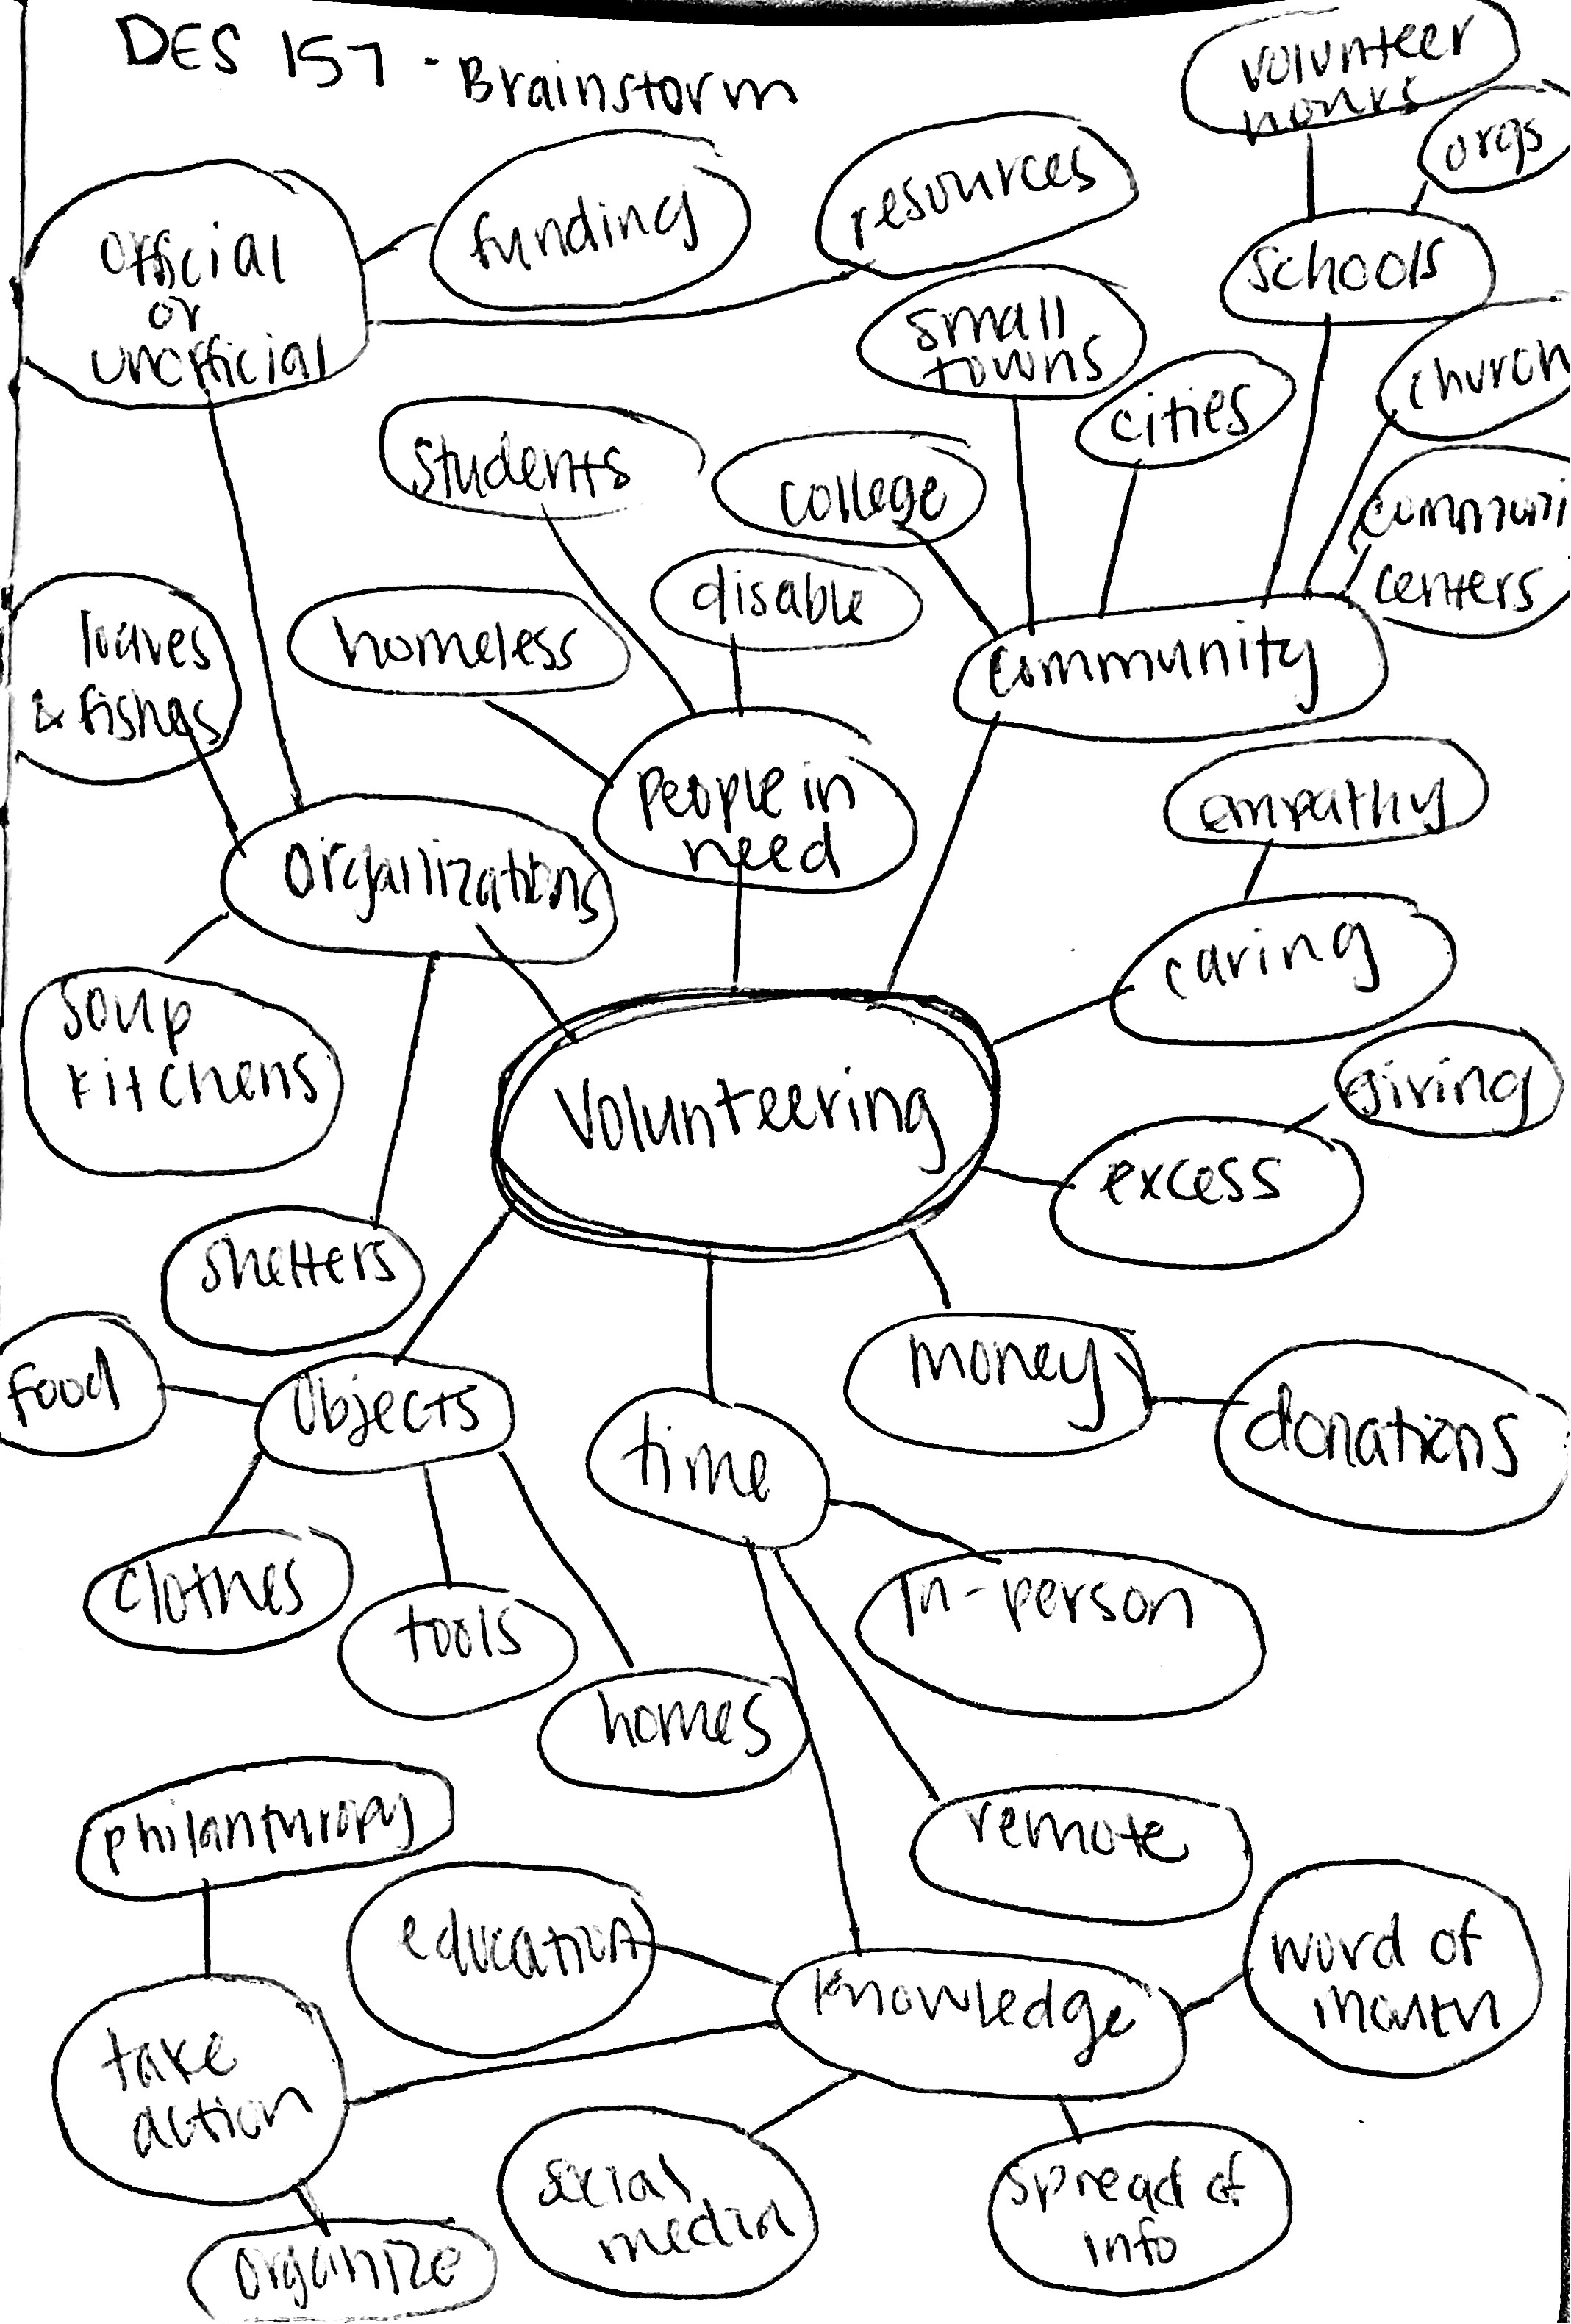 DES 157 - Brainstorm
volunteer
hours
orgs
resources
funding
official
or
unofficial
schools
small
towns
church
cities
students
college
communi
centers
disable
homeless
community
loaves
& fishes
people in
need
empathy
organizations
caring
soup
kitchens
giving
Volunteering
excess
shelters
money
food
objects
donations
time
clothes
in-person
tools
homes
philanthropy
remote
education
word of
mouth
knowledge
take
action
social
media
spread of
info
organize